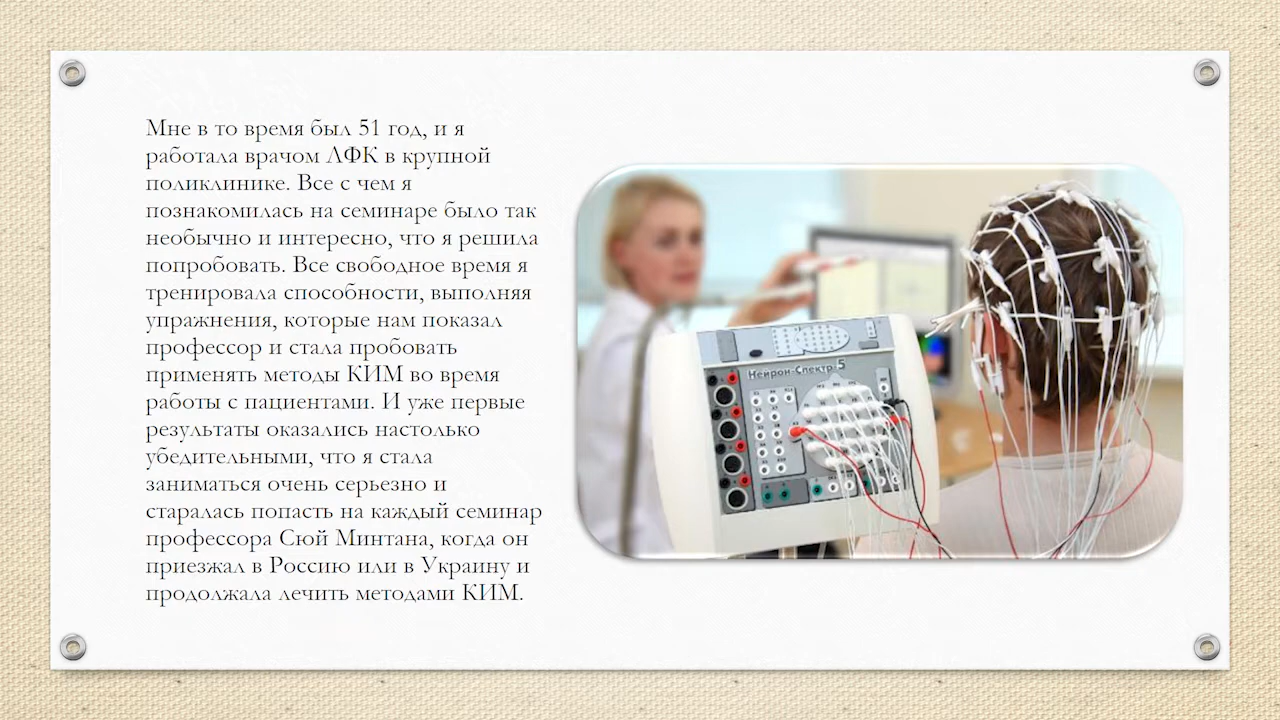 Мне в то время был 51 год, и я
работала врачом ЛФК в крупной
поликлинике. Все с чем я
познакомилась на семинаре было так
необычно и интересно, что я решила
попробовать. Все свободное время я
тренировала способности, выполняя
упражнения, которые нам показал
профессор и стала пробовать
применять методы КИМ во время
работы с пациентами. И уже первые
результаты оказались настолько
убедительными, что я стала
заниматься очень серьезно и
старалась попасть на каждый семинар
профессора Сюй Минтана, когда он
приезжал в Россию или в Украину и
продолжала лечить методами КИМ.
Нейрон-Спектр-5